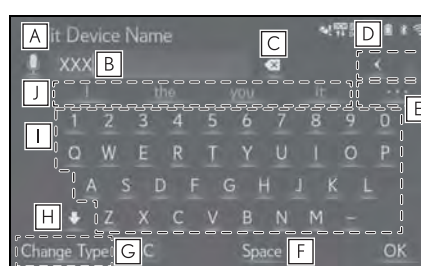 A it Device Name D
XXX B C
J I the you it E
I 1 2 3 4 5 6 7 8 9 0
Q W E R T Y U I O P
A S D F G H J K L
H Z X C V B N M –
Change Type G C Space F OK